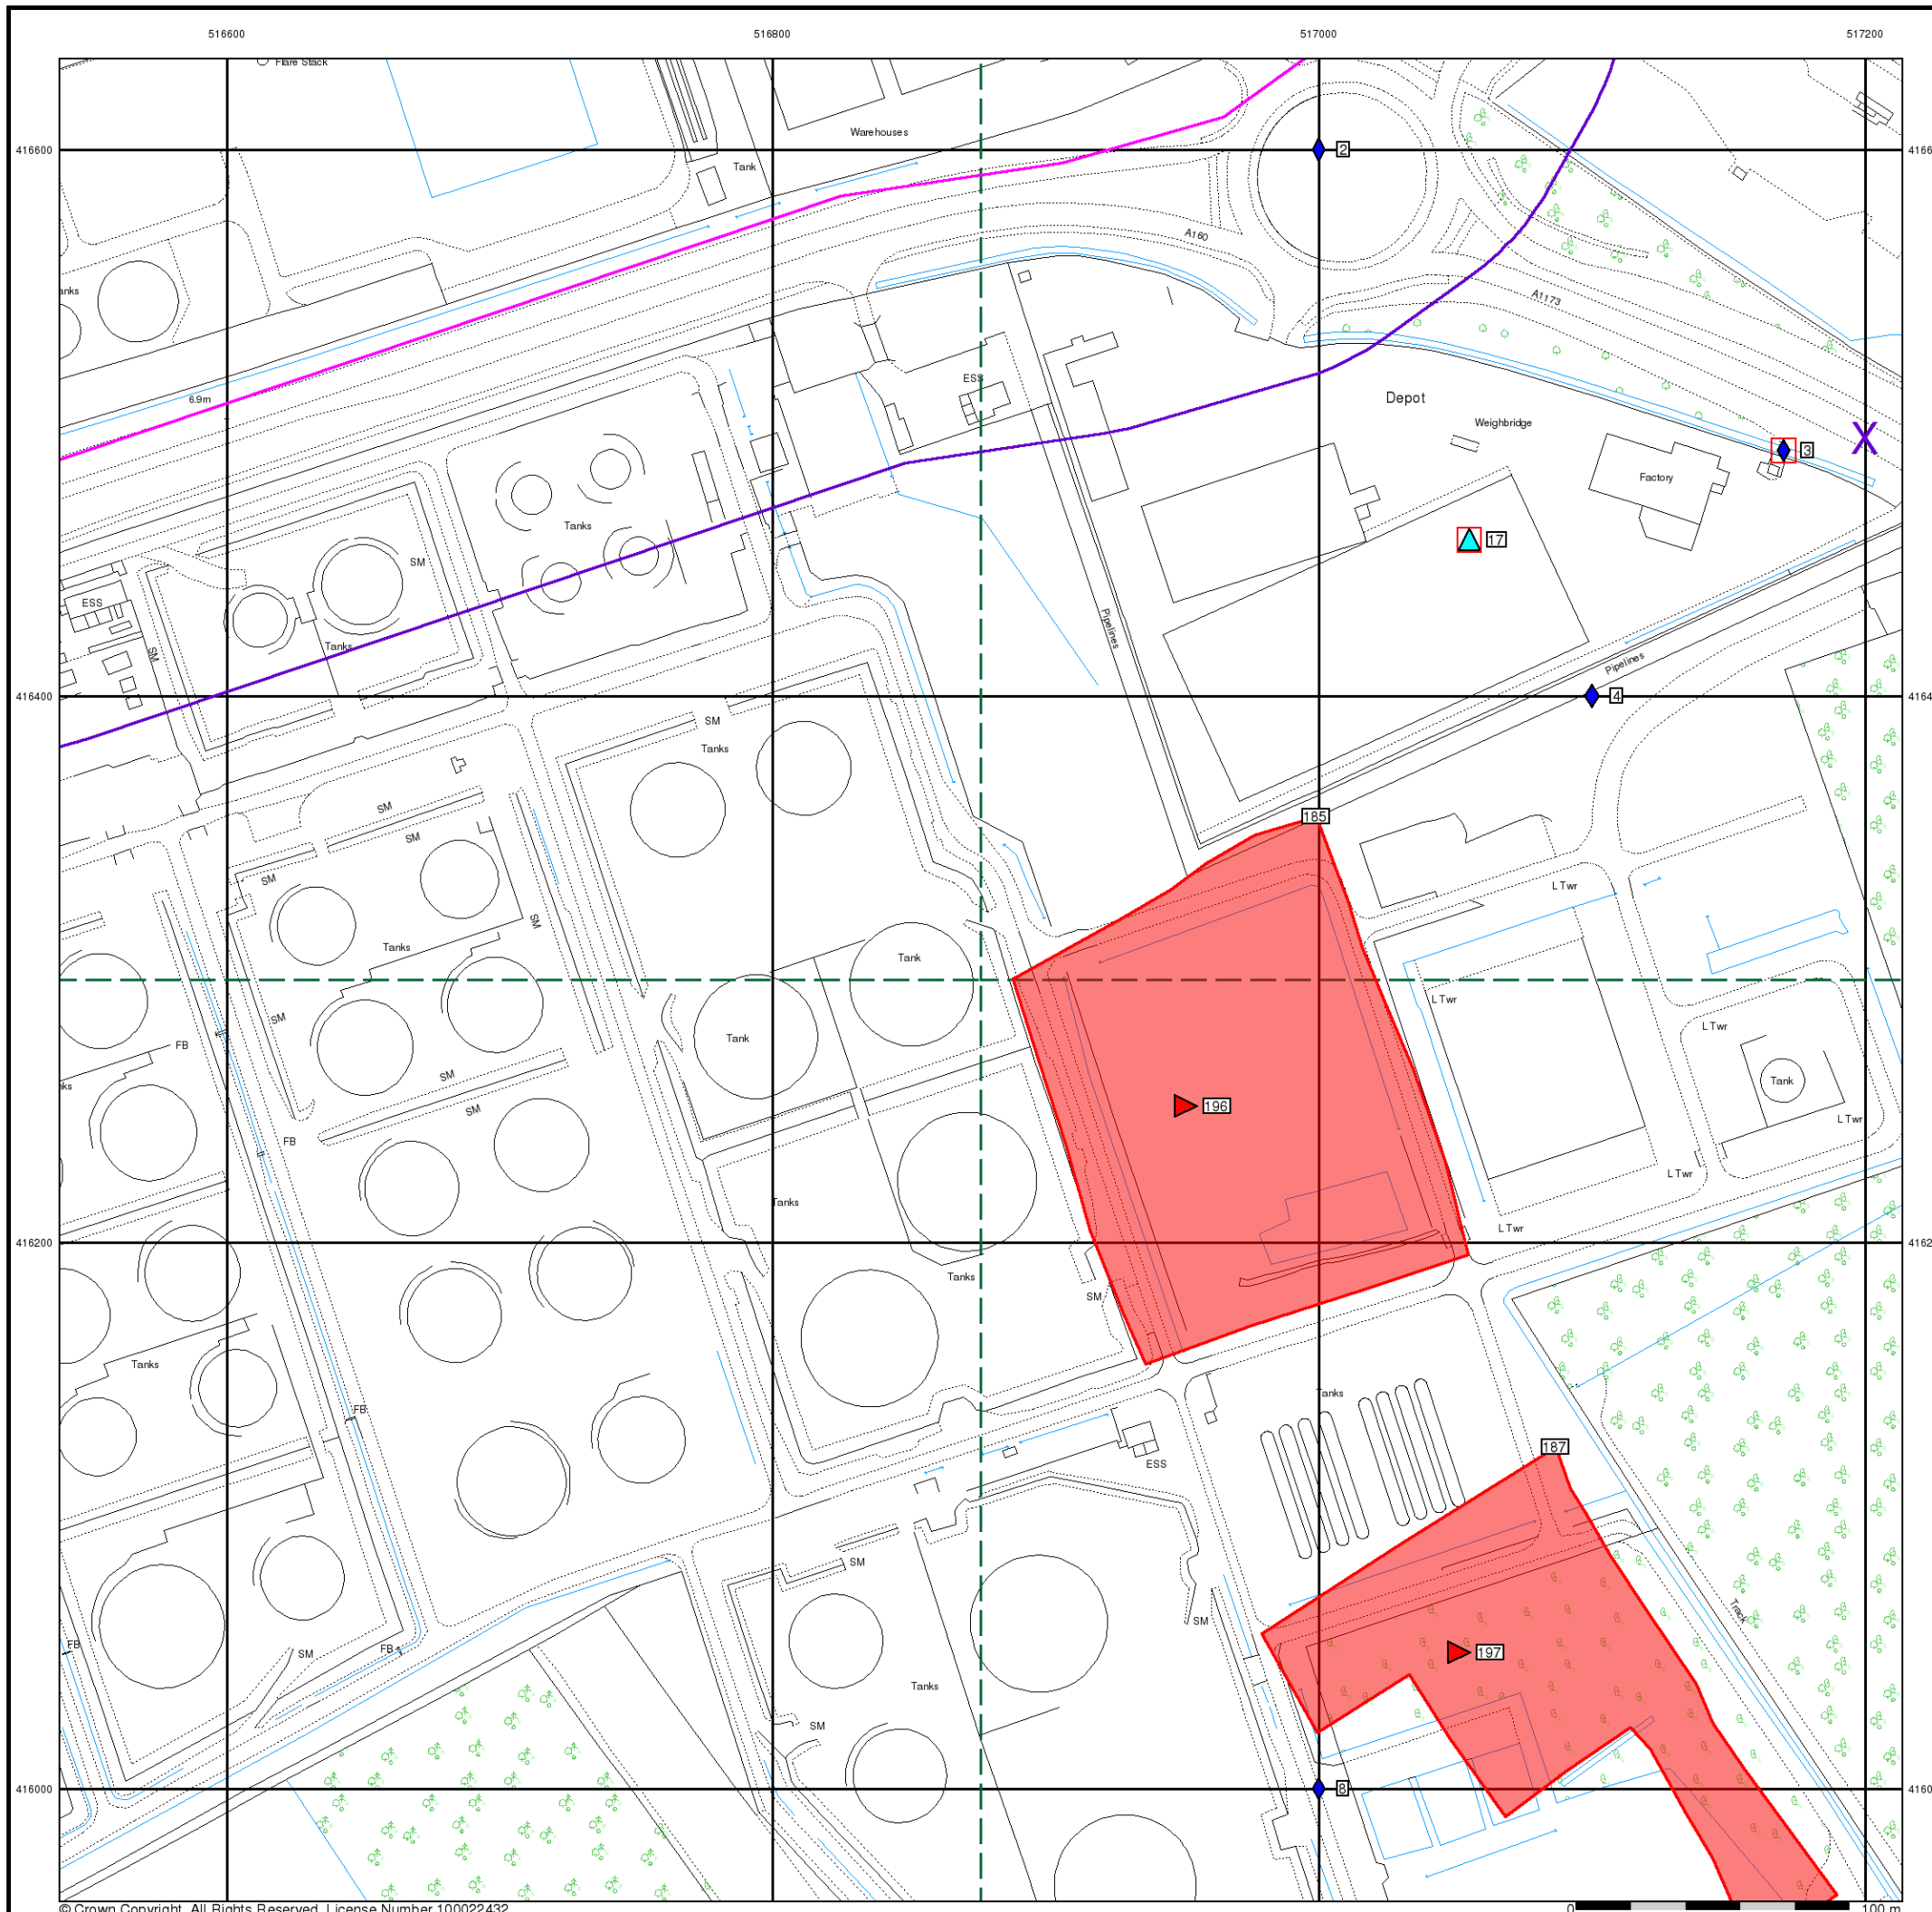 516600 516800 517000 517200
Flare Stack
Warehouses
416600
2
Tank
A160
anks
A1173
6.9m
ESS
Depot
Weighbridge
3
X
Factory
Tanks
17
SM
ESS
Tanks
SM
Pipelines
Pipelines
416400
4
SM
Tanks
SM
SM
185
SM
L Twr
SM
Tanks
Tank
L Twr
SM
L Twr
Tank
FB
SM
Tank
196
SM
L Twr
FB
L Twr
Tanks
L Twr
416200
Tanks
SM
Tanks
Tanks
FB
187
ESS
SM
Track
SM
FB
FB
SM
197
Tanks
SM
416000
8
© Crown Copyright. All Rights Reserved. License Number 100022432
0 100 m